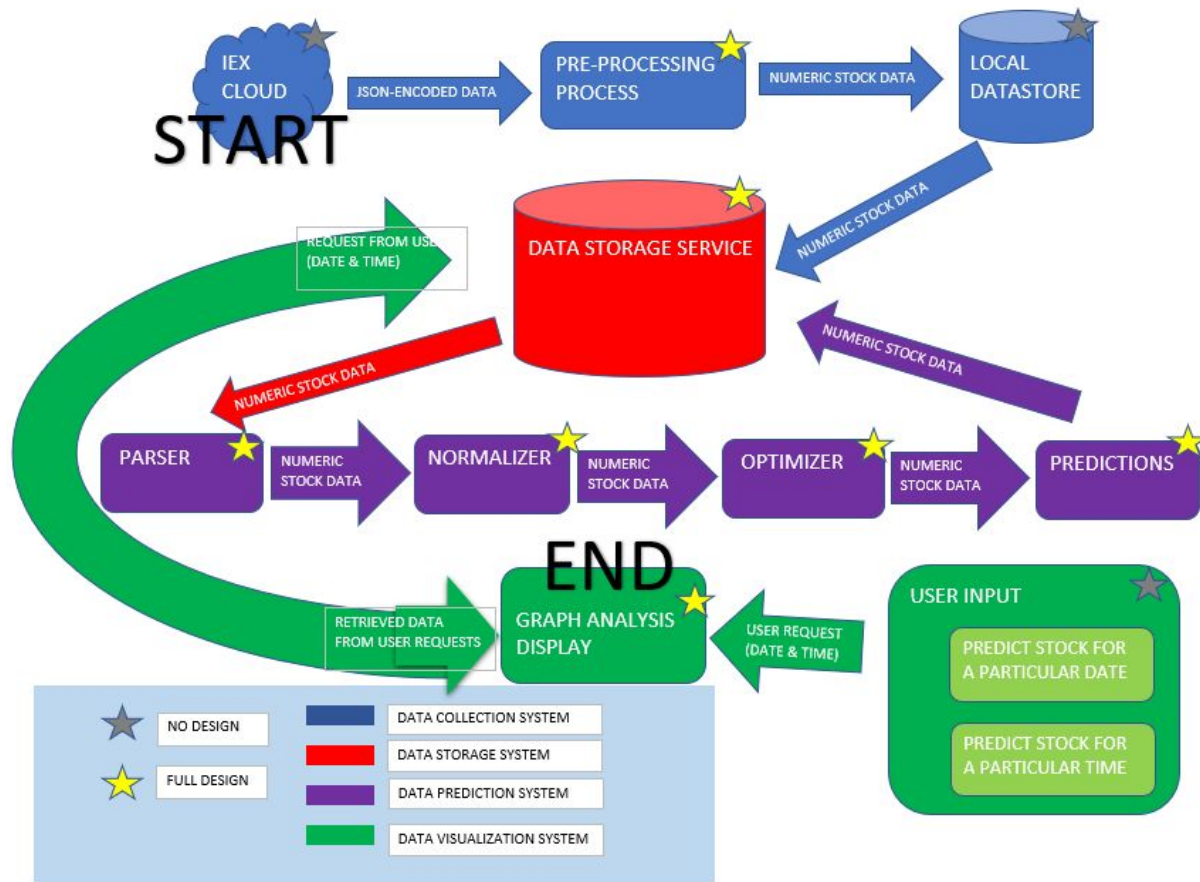 IEX
CLOUD
START
JSON-ENCODED DATA
PRE-PROCESSING
PROCESS
NUMERIC STOCK DATA
LOCAL
DATASTORE
NUMERIC STOCK DATA
DATA STORAGE SERVICE
REQUEST FROM USE
(DATE & TIME)
NUMERIC STOCK DATA
NUMERIC STOCK DATA
PARSER
NUMERIC
STOCK DATA
NORMALIZER
NUMERIC
STOCK DATA
OPTIMIZER
NUMERIC
STOCK DATA
PREDICTIONS
END
RETRIEVED DATA
FROM USER REQUESTS
GRAPH ANALYSIS
DISPLAY
USER REQUEST
(DATE & TIME)
USER INPUT
PREDICT STOCK FOR
A PARTICULAR DATE
PREDICT STOCK FOR
A PARTICULAR TIME
NO DESIGN
FULL DESIGN
DATA COLLECTION SYSTEM
DATA STORAGE SYSTEM
DATA PREDICTION SYSTEM
DATA VISUALIZATION SYSTEM